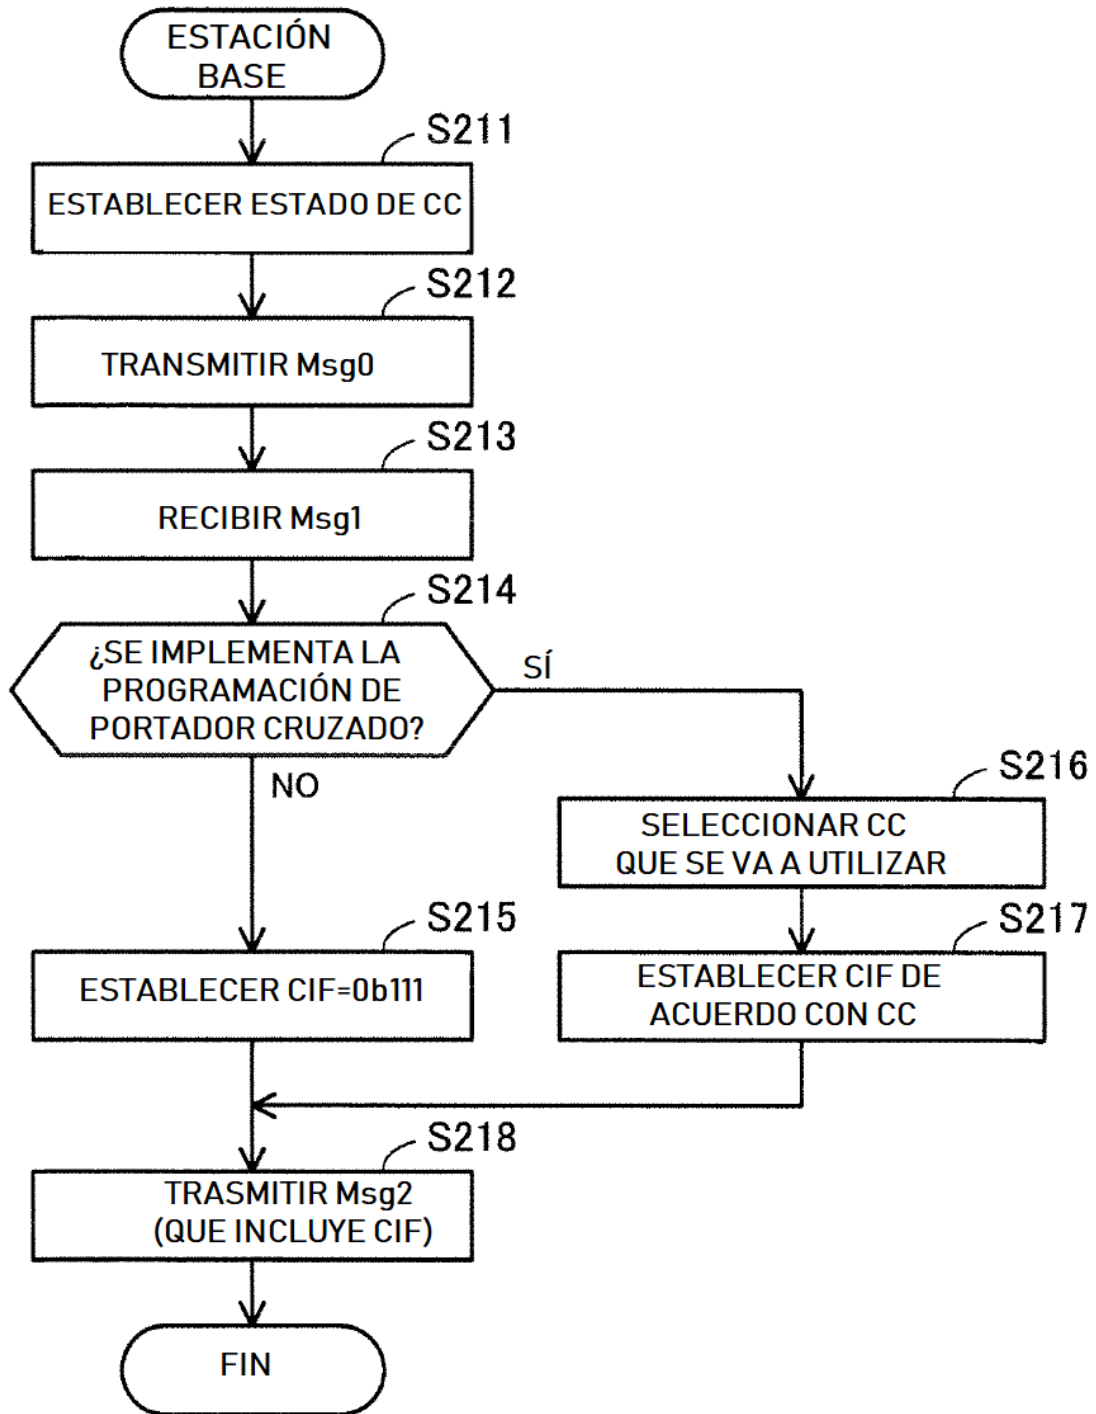 ESTACIÓN
BASE
S211
ESTABLECER ESTADO DE CC
S212
TRANSMITIR Msg0
S213
RECIBIR Msg1
S214
¿SE IMPLEMENTA LA
PROGRAMACIÓN DE
PORTADOR CRUZADO?
SÍ
NO
S216
SELECCIONAR CC
QUE SE VA A UTILIZAR
S215
ESTABLECER CIF=0b111
S217
ESTABLECER CIF DE
ACUERDO CON CC
S218
TRASMITIR Msg2
(QUE INCLUYE CIF)
FIN